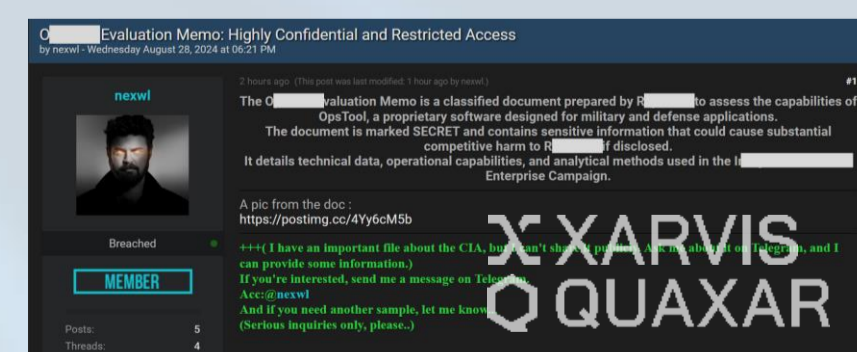 O Evaluation Memo: Highly Confidential and Restricted Access
by nexwl - Wednesday August 28, 2024 at 06:21 PM
nexwl
2 hours ago (This post was last modified: 1 hour ago by nexwl.)
#1
The O valuation Memo is a classified document prepared by R to assess the capabilities of
OpsTool, a proprietary software designed for military and defense applications.
The document is marked SECRET and contains sensitive information that could cause substantial
competitive harm to R if disclosed.
It details technical data, operational capabilities, and analytical methods used in the I
Enterprise Campaign.
A pic from the doc :
https://postimg.cc/4Yy6cM5b
Breached
+++( I have an important file about the CIA, but I can't share it publicly. Ask me about it on Telegram, and I
can provide some information.)
If you're interested, send me a message on Telegram.
Acc:@nexwl
And if you need another sample, let me know
(Serious inquiries only, please..)
XARVIS
QUAXAR
MEMBER
Posts: 5
Threads: 4